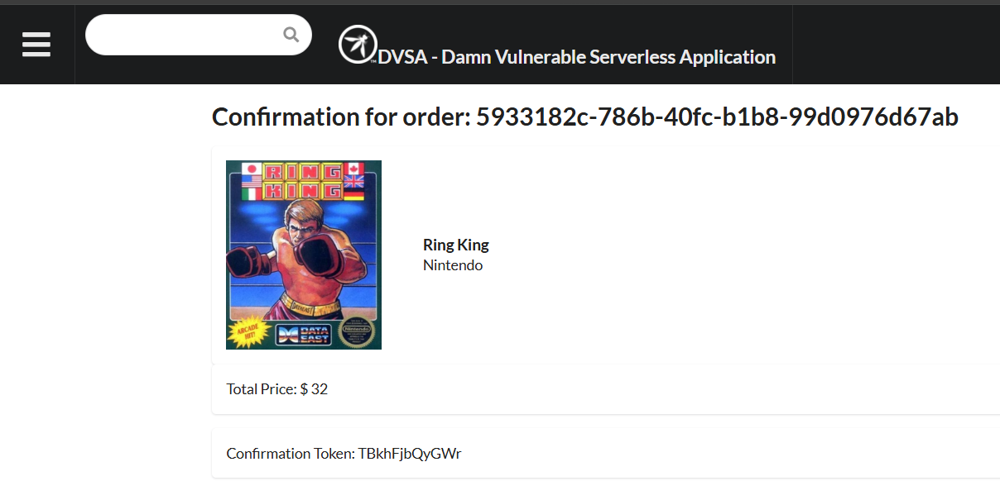 DVSA - Damn Vulnerable Serverless Application
Confirmation for order: 5933182c-786b-40fc-b1b8-99d0976d67ab
RING
KING
ARCADE
HIT!
DATA
EAST
Nintendo
Ring King
Nintendo
Total Price: $ 32
Confirmation Token: TBkhFjbQyGWr